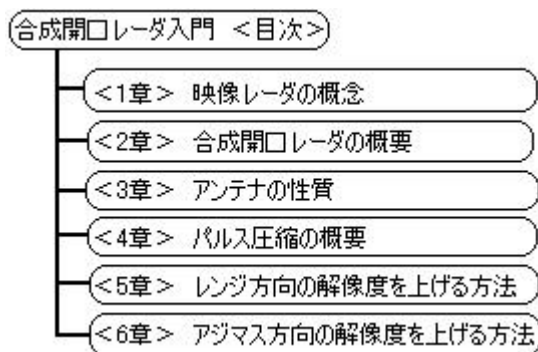 合成開口レーダ入門 <目次>
<1章> 映像レーダの概念
<2章> 合成開口レーダの概要
<3章> アンテナの性質
<4章> パルス圧縮の概要
<5章> レンジ方向の解像度を上げる方法
<6章> アジマス方向の解像度を上げる方法